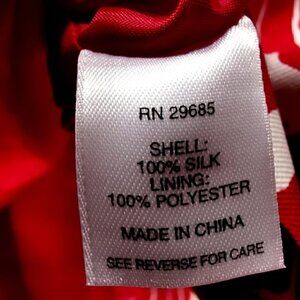 RN 29685
SHELL:
100% SILK
LINING:
100% POLYESTER
MADE IN CHINA
SEE REVERSE FOR CARE